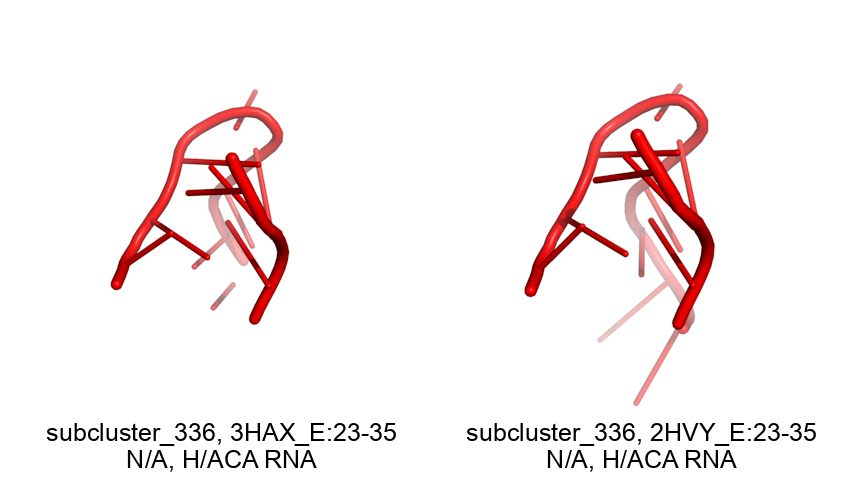 subcluster_336, 3HAX_E:23-35
N/A, H/ACA RNA
subcluster_336, 2HVY_E:23-35
N/A, H/ACA RNA